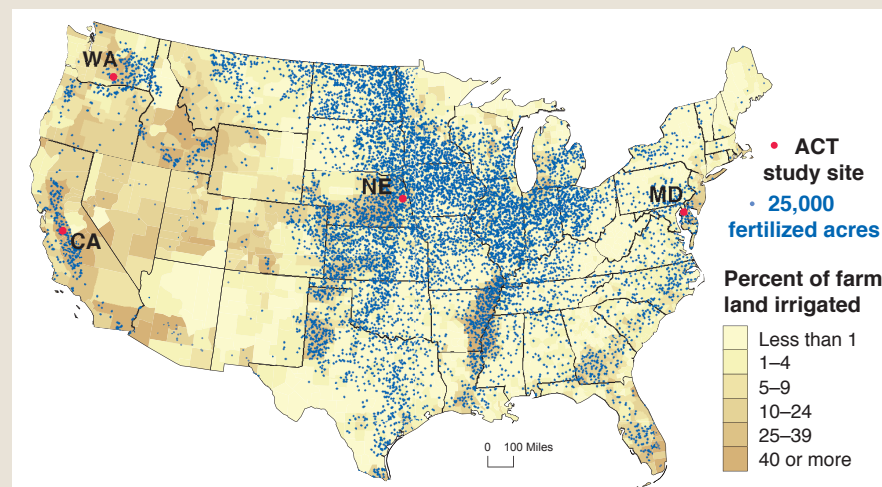 WA
NE
MD
CA
ACT
study site
25,000
fertilized acres
Percent of farm
land irrigated
Less than 1
1–4
5–9
10–24
25–39
40 or more
0 100 Miles